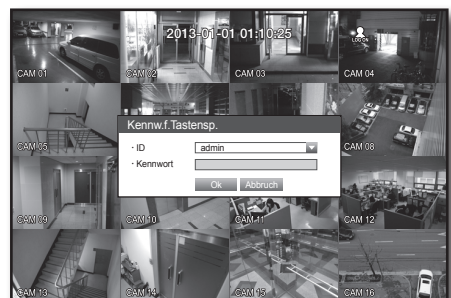 2013-01-01 01:10:25
LOG ON
CAM 01
CAM 02
CAM 03
CAM 04
Kennw.f.Tastensp.
· ID
admin
· Kennwort
Ok
Abbruch
CAM 05
CAM 08
CAM 09
CAM 10
CAM 11
CAM 12
CAM 13
CAM 14
CAM 15
CAM 16